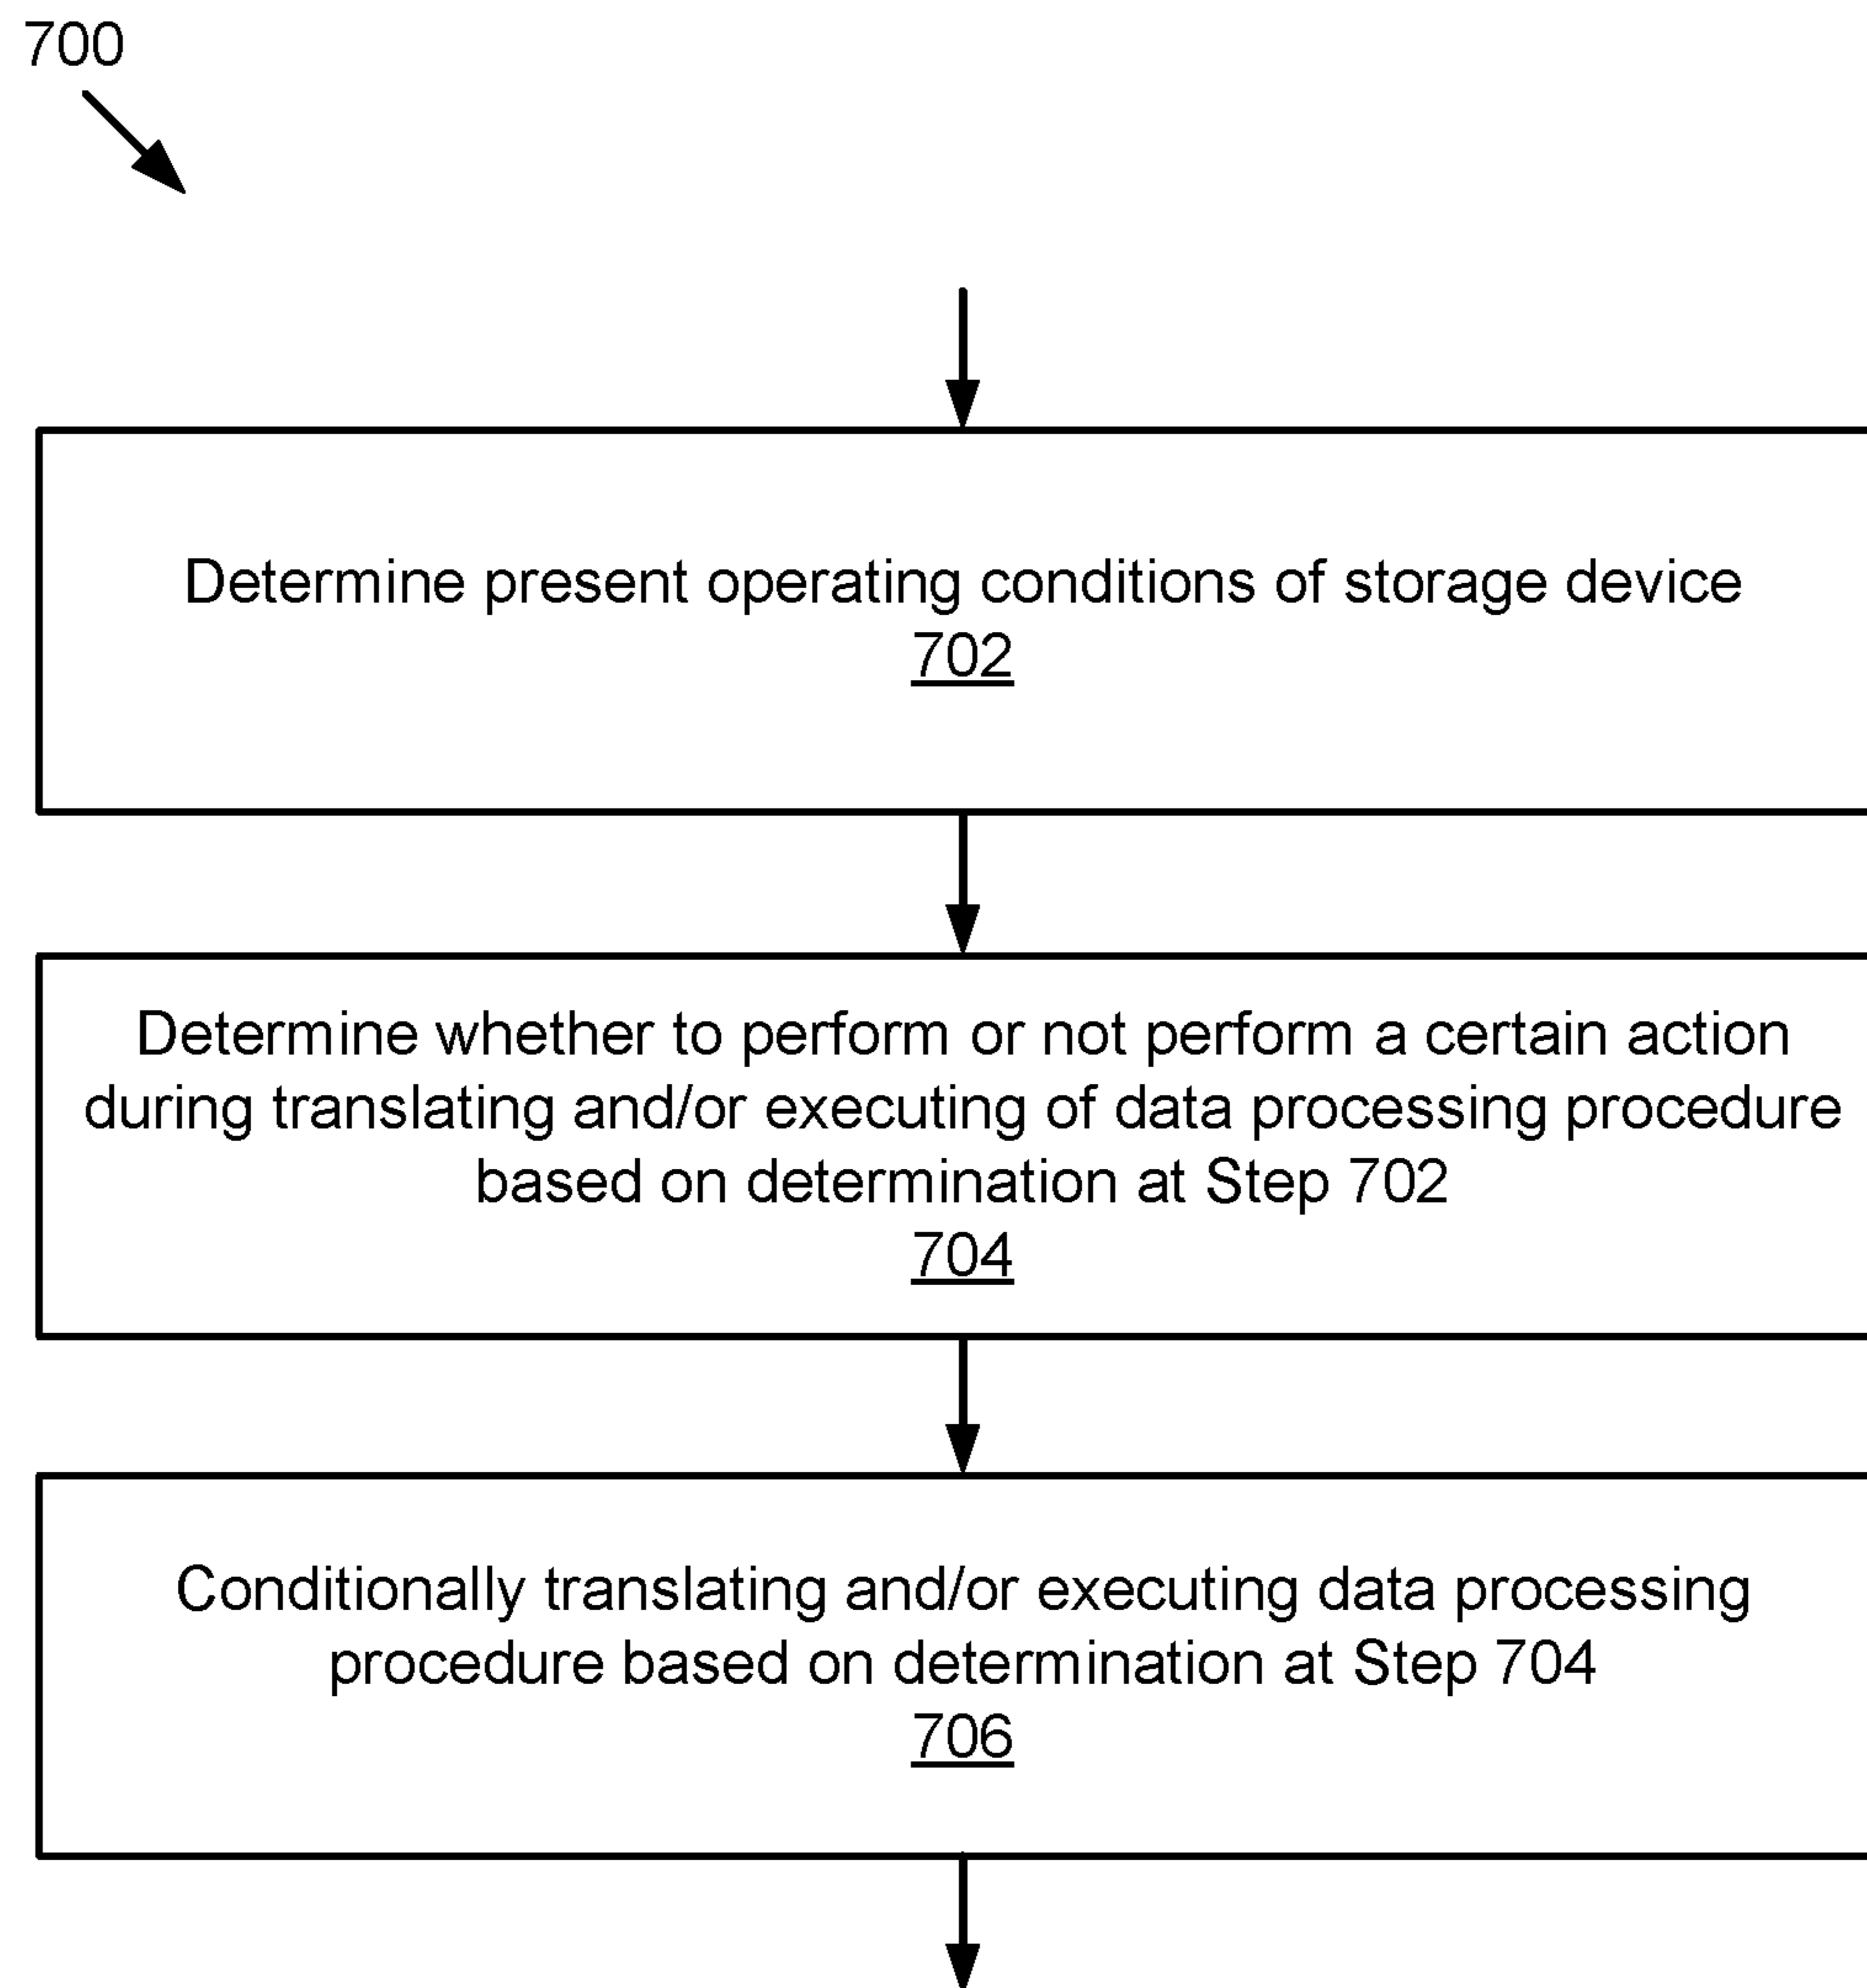 700
Determine present operating conditions of storage device
702
Determine whether to perform or not perform a certain action
during translating and/or executing of data processing procedure
based on determination at Step 702
704
Conditionally translating and/or executing data processing
procedure based on determination at Step 704
706